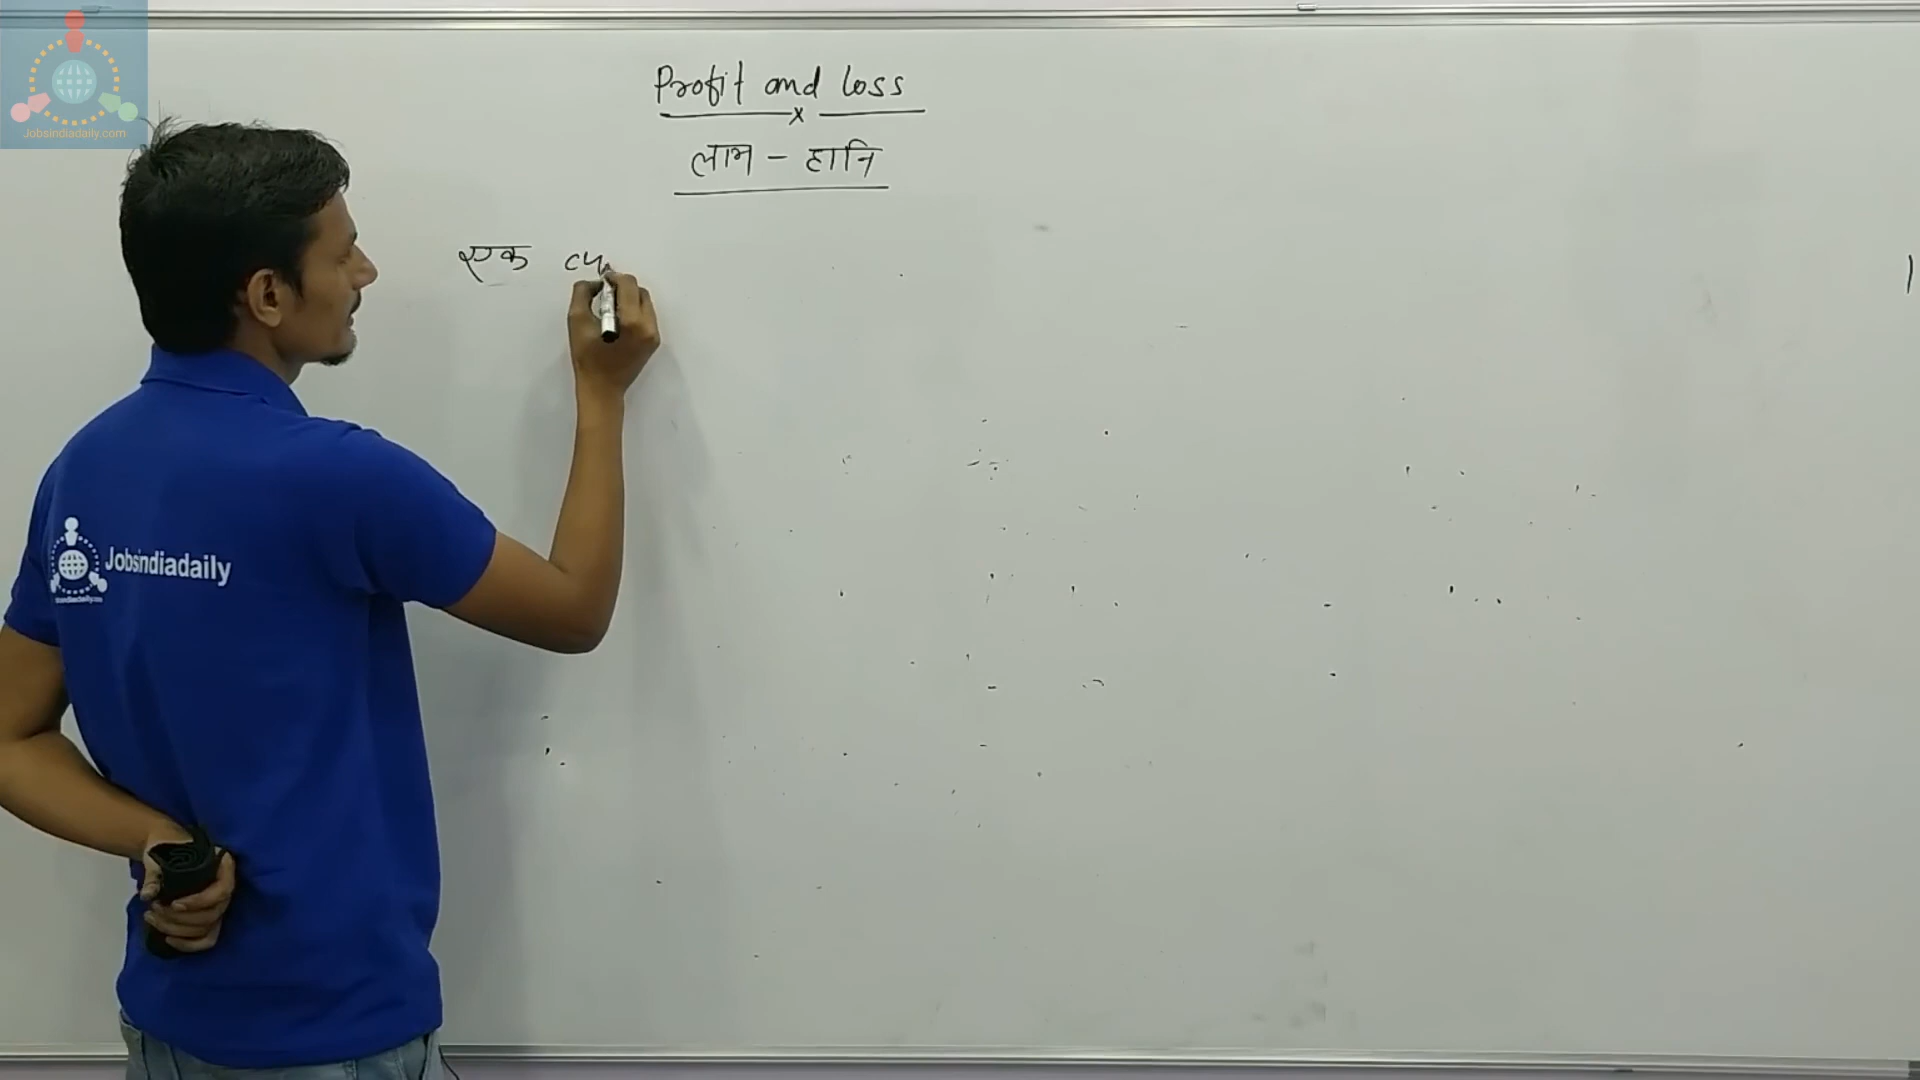 Jobsindiadaily.com
Profit and loss
x
लाभ - हानि
एक
Jobsindiadaily